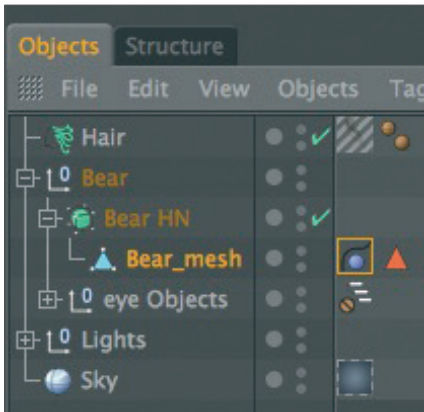 Objects Structure
File Edit View Objects Tag
Hair
Bear
Bear HN
Bear_mesh
eye Objects
Lights
Sky